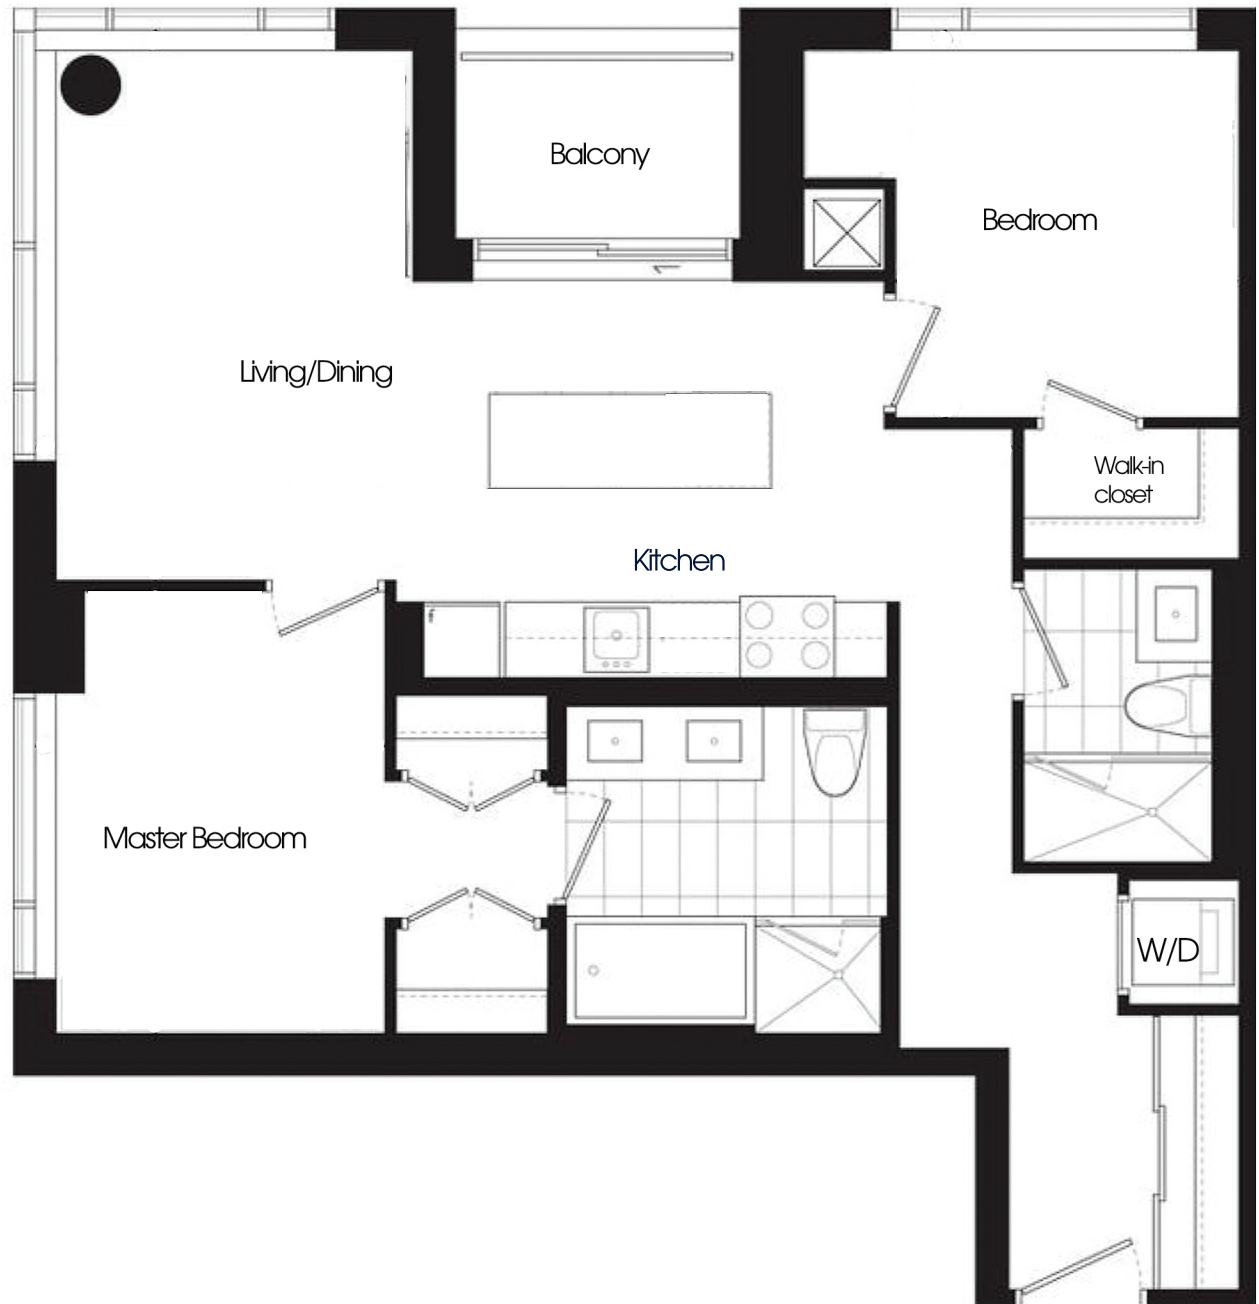 Balcony
Bedroom
Living/Dining
Walk-in
closet
Kitchen
Master Bedroom
W/D